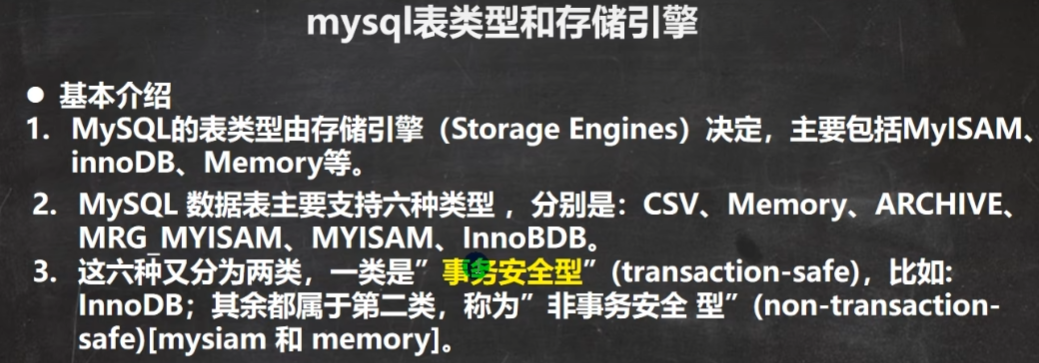 mysql表类型和存储引擎
● 基本介绍
1. MySQL的表类型由存储引擎（Storage Engines）决定，主要包括MyISAM、
innoDB、Memory等。
2. MySQL 数据表主要支持六种类型 ，分别是：CSV、Memory、ARCHIVE、
MRG_MYISAM、MYISAM、InnoBDB。
3. 这六种又分为两类，一类是”事务安全型”(transaction-safe)，比如:
InnoDB；其余都属于第二类，称为”非事务安全 型”(non-transaction-
safe)[mysiam 和 memory]。